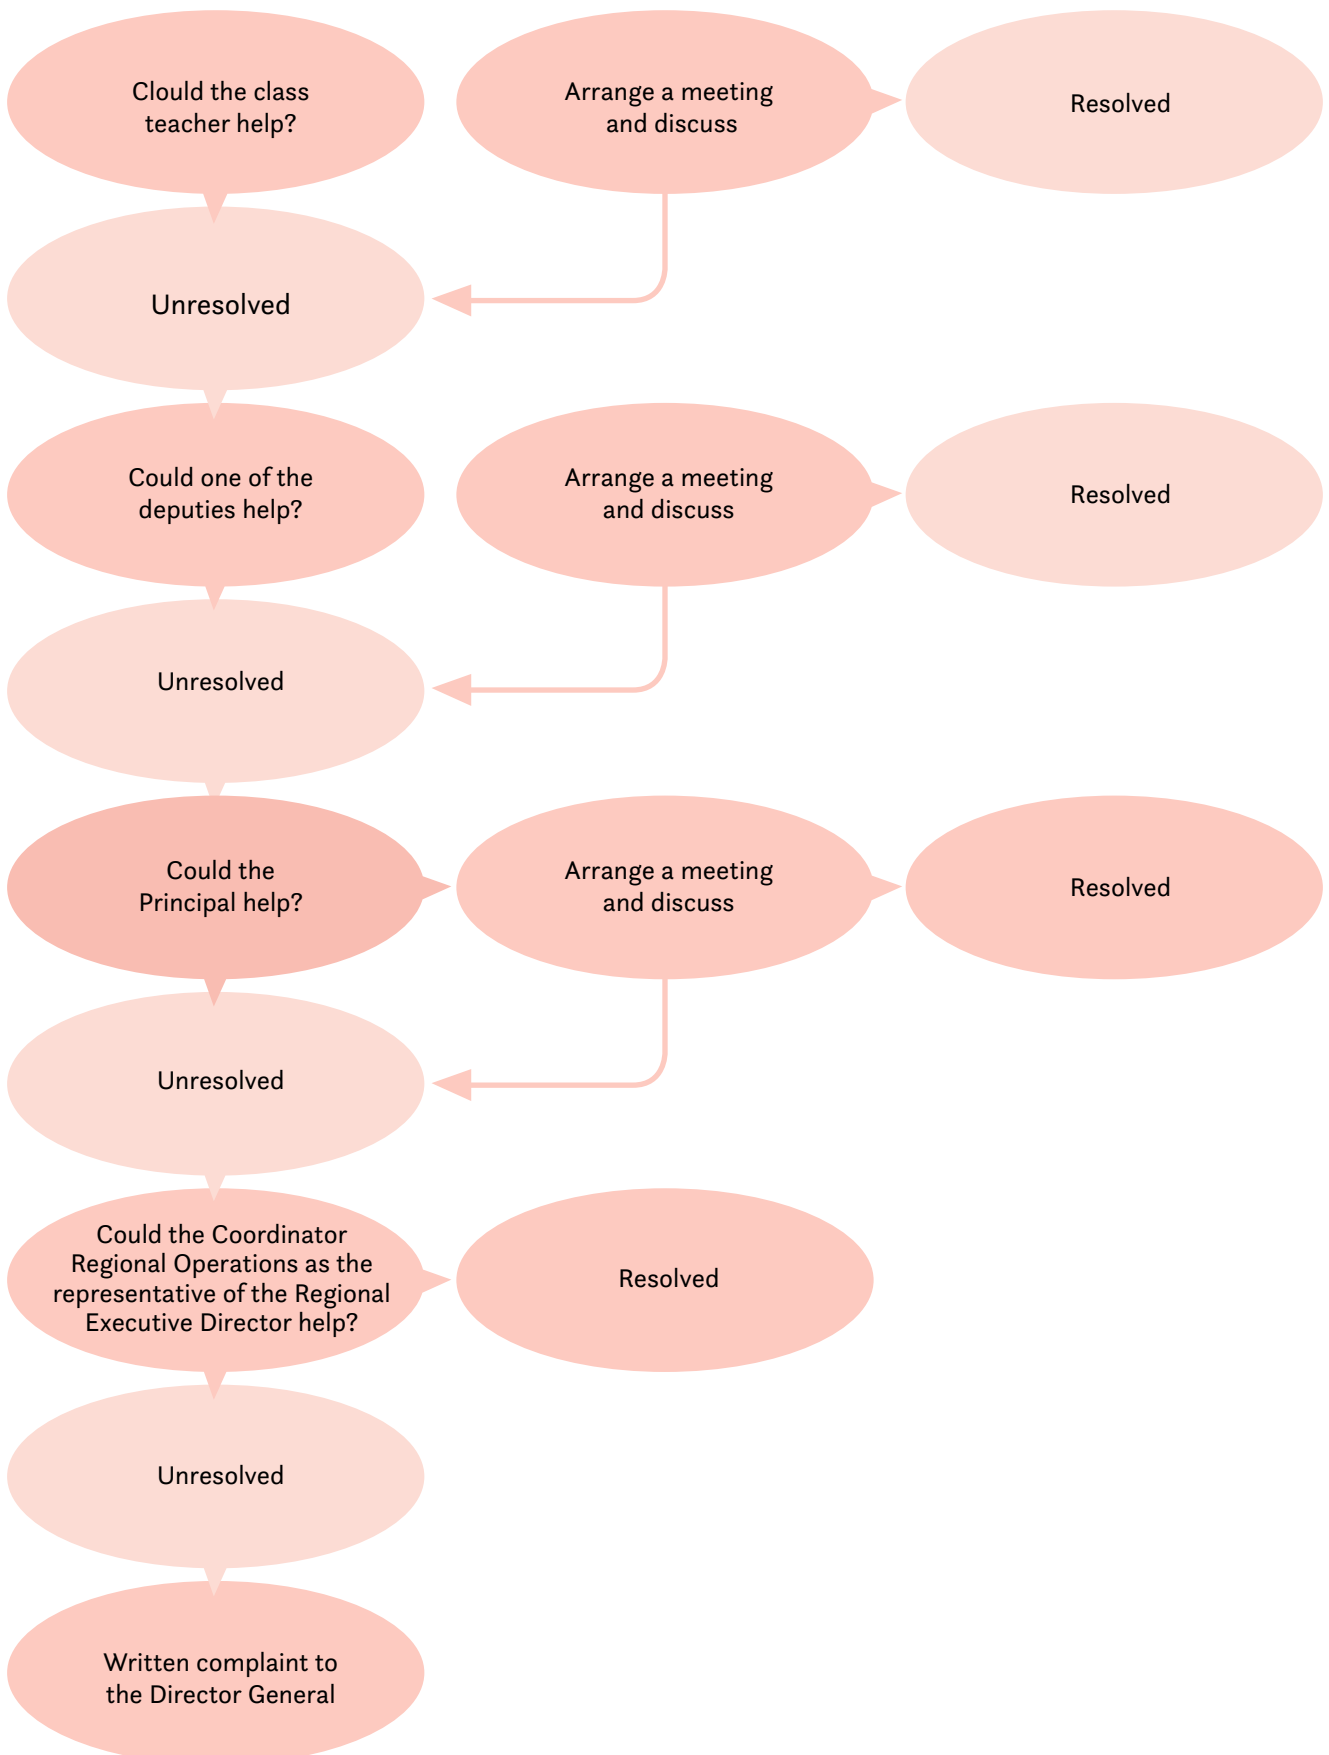 Clould the class
teacher help?
Arrange a meeting
and discuss
Resolved
Unresolved
Could one of the
deputies help?
Arrange a meeting
and discuss
Resolved
Unresolved
Could the
Principal help?
Arrange a meeting
and discuss
Resolved
Unresolved
Could the Coordinator
Regional Operations as the
representative of the Regional
Executive Director help?
Resolved
Unresolved
Written complaint to
the Director General